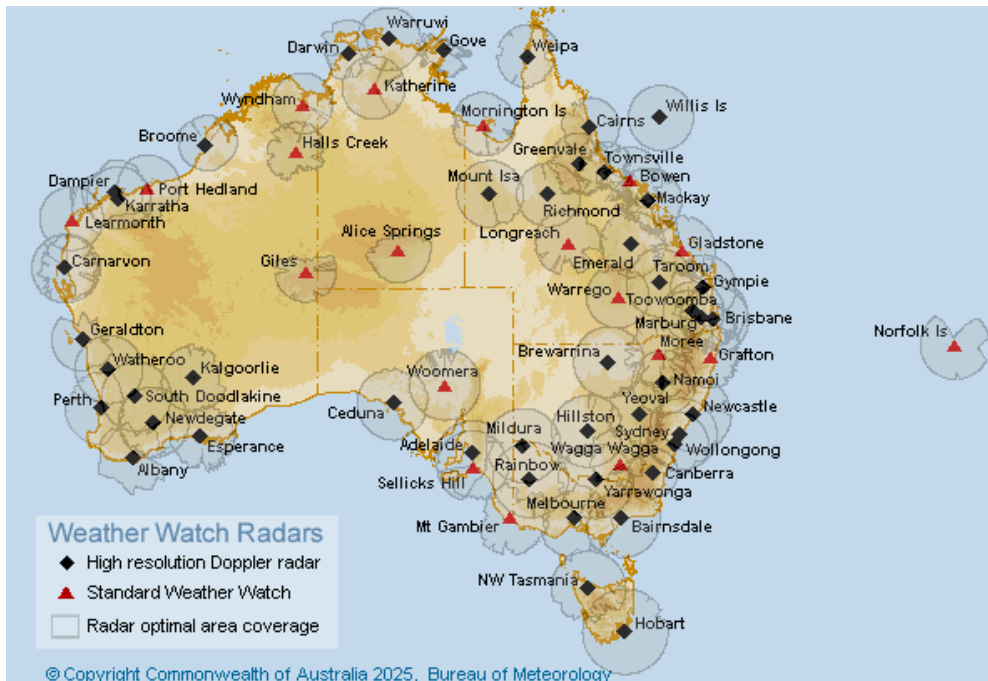 Warruwi
Darwin
Gove
Weipa
Katherine
Wyndham
Mornington Is
Willis Is
Cairns
Broome
Halls Creek
Greenvale
Townsville
Dampier
Port Hedland
Mount Isa
Bowen
Karratha
Richmond
Mackay
Learmonth
Alice Springs
Longreach
Gladstone
Carnarvon
Giles
Emerald
Taroom
Gympie
Warrego
Toowoomba
Marburg
Brisbane
Geraldton
Moree
Norfolk Is
Watheroo
Kalgoorlie
Woomera
Brewarrina
Grafton
Perth
South Doodlakine
Namoi
Newdegate
Ceduna
Hillston
Yeoval
Newcastle
Esperance
Mildura
Sydney
Albany
Adelaide
Wagga Wagga
Wollongong
Sellicks Hill
Rainbow
Canberra
Yarrawonga
Mt Gambier
Melbourne
Bairnsdale
NW Tasmania
Hobart
Weather Watch Radars
High resolution Doppler radar
Standard Weather Watch
Radar optimal area coverage
© Copyright Commonwealth of Australia 2025, Bureau of Meteorology